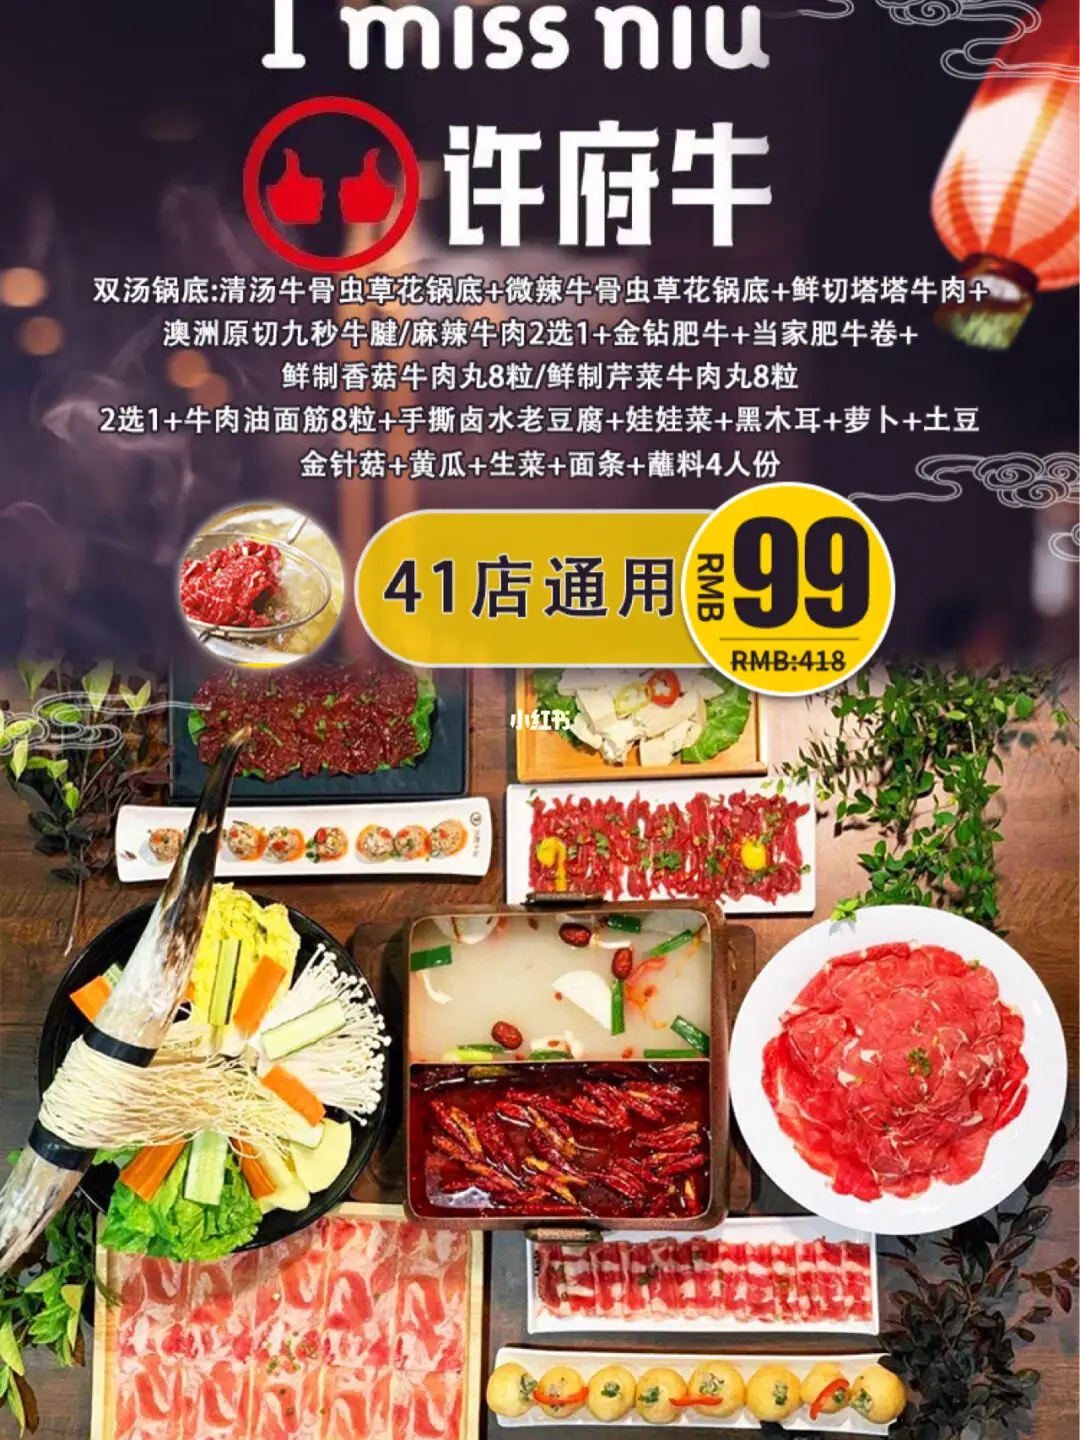 I miss niu
许府牛
双汤锅底:清汤牛骨虫草花锅底+微辣牛骨虫草花锅底+鲜切塔塔牛肉+
澳洲原切九秒牛腱/麻辣牛肉2选1+金钻肥牛+当家肥牛卷+
鲜制香菇牛肉丸8粒/鲜制芹菜牛肉丸8粒
2选1+牛肉油面筋8粒+手撕卤水老豆腐+娃娃菜+黑木耳+萝卜+土豆
金针菇+黄瓜+生菜+面条+蘸料4人份
41店通用
RMB 99
RMB:418
小红书